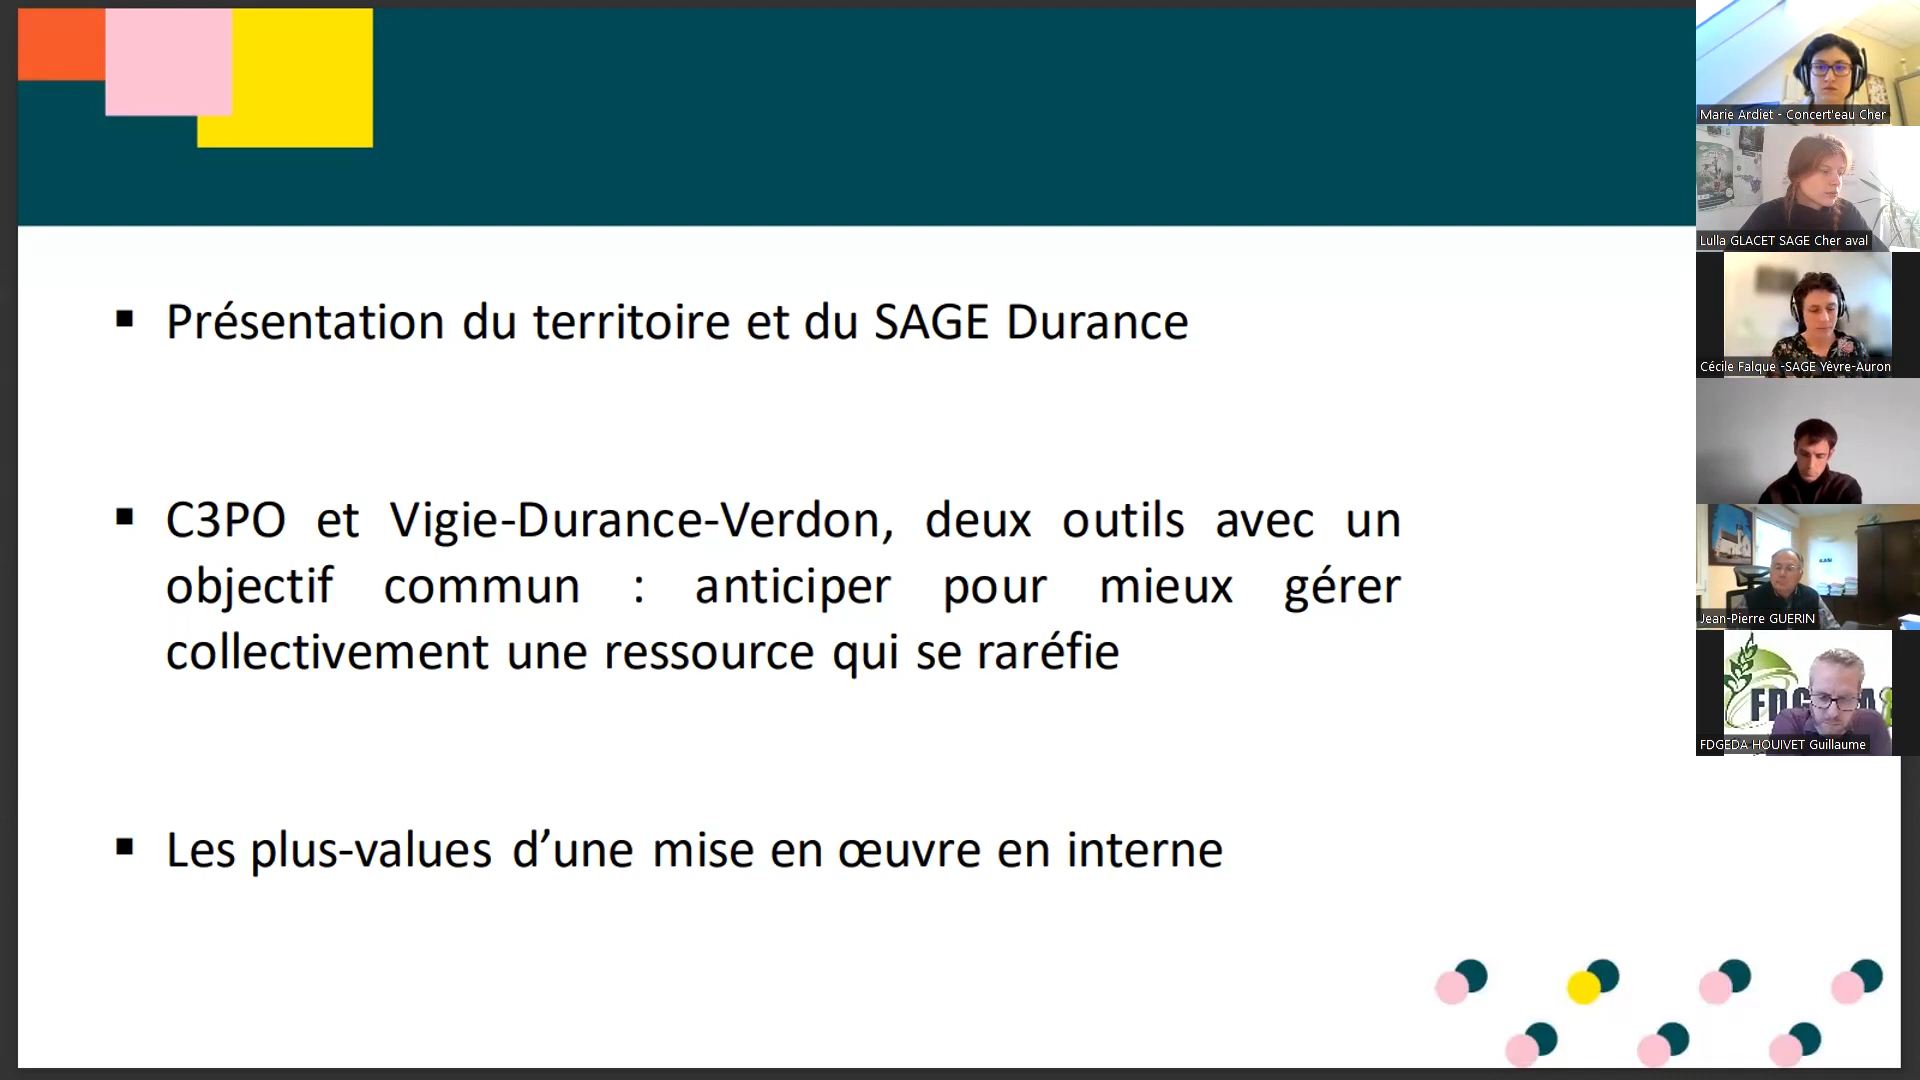 ▪ Présentation du territoire et du SAGE Durance
▪ C3PO et Vigie-Durance-Verdon, deux outils avec un
objectif commun : anticiper pour mieux gérer
collectivement une ressource qui se raréfie
▪ Les plus-values d’une mise en œuvre en interne
Marie Ardiet - Concert'eau Cher
Lulla GLACET SAGE Cher aval
Cécile Falque -SAGE Yèvre-Auron
Jean-Pierre GUERIN
FDGEDA HOUIVET Guillaume